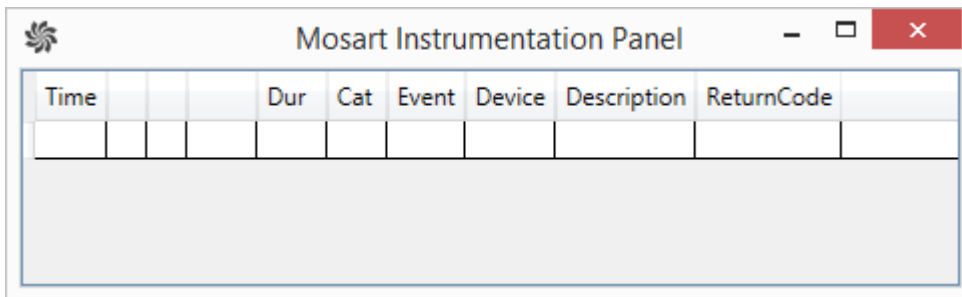 Mosart Instrumentation Panel
Time Dur Cat Event Device Description ReturnCode